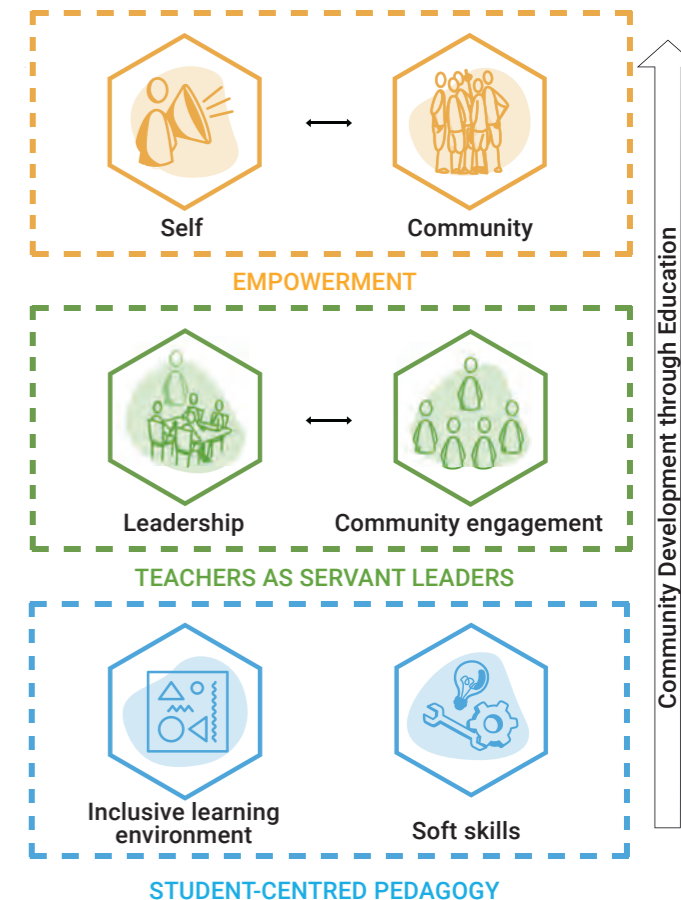 Self
Community
EMPOWERMENT
Leadership
Community engagement
TEACHERS AS SERVANT LEADERS
Inclusive learning
environment
Soft skills
STUDENT-CENTRED PEDAGOGY
Community Development through Education